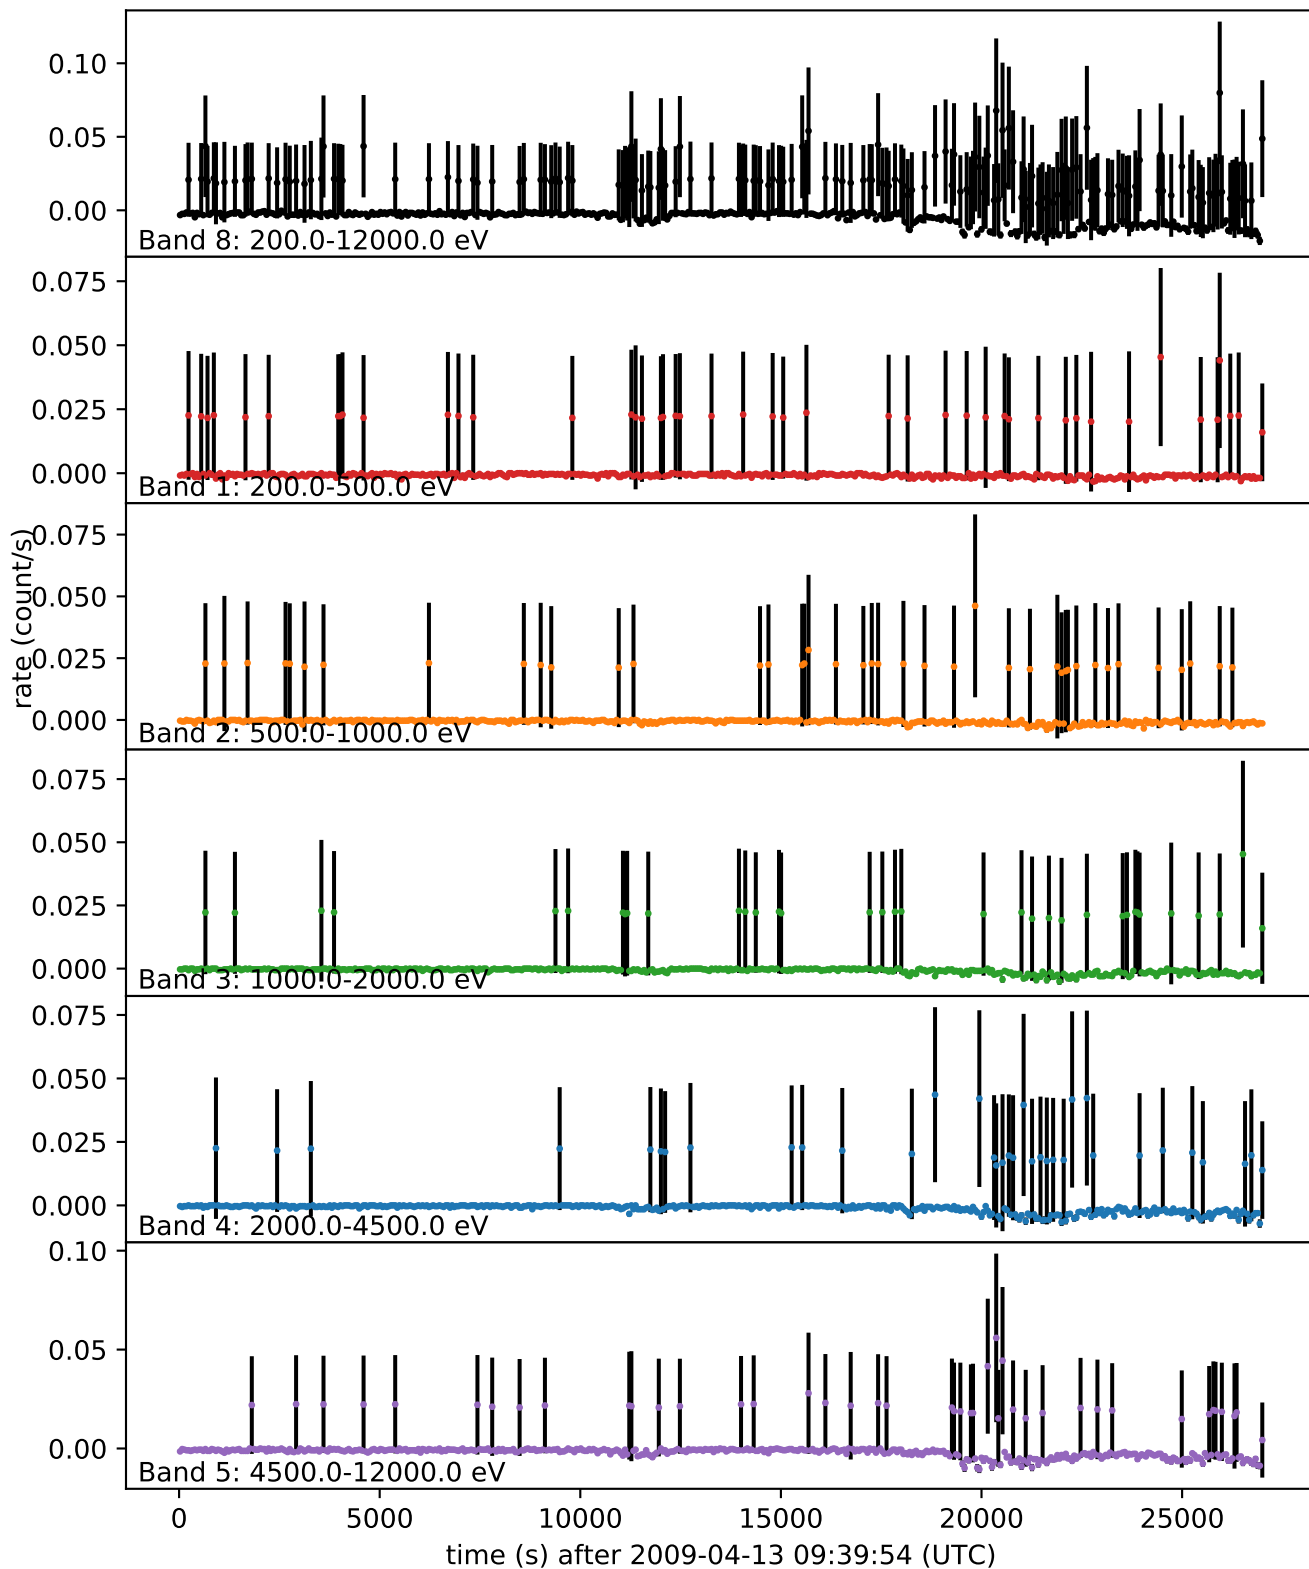 0.10
0.05
0.00
Band 8: 200.0-12000.0 eV
0.075
0.050
0.025
0.000
Band 1: 200.0-500.0 eV
rate (count/s)
0.075
0.050
0.025
0.000
Band 2: 500.0-1000.0 eV
0.075
0.050
0.025
0.000
Band 3: 1000.0-2000.0 eV
0.075
0.050
0.025
0.000
Band 4: 2000.0-4500.0 eV
0.10
0.05
0.00
Band 5: 4500.0-12000.0 eV
0 5000 10000 15000 20000 25000
time (s) after 2009-04-13 09:39:54 (UTC)